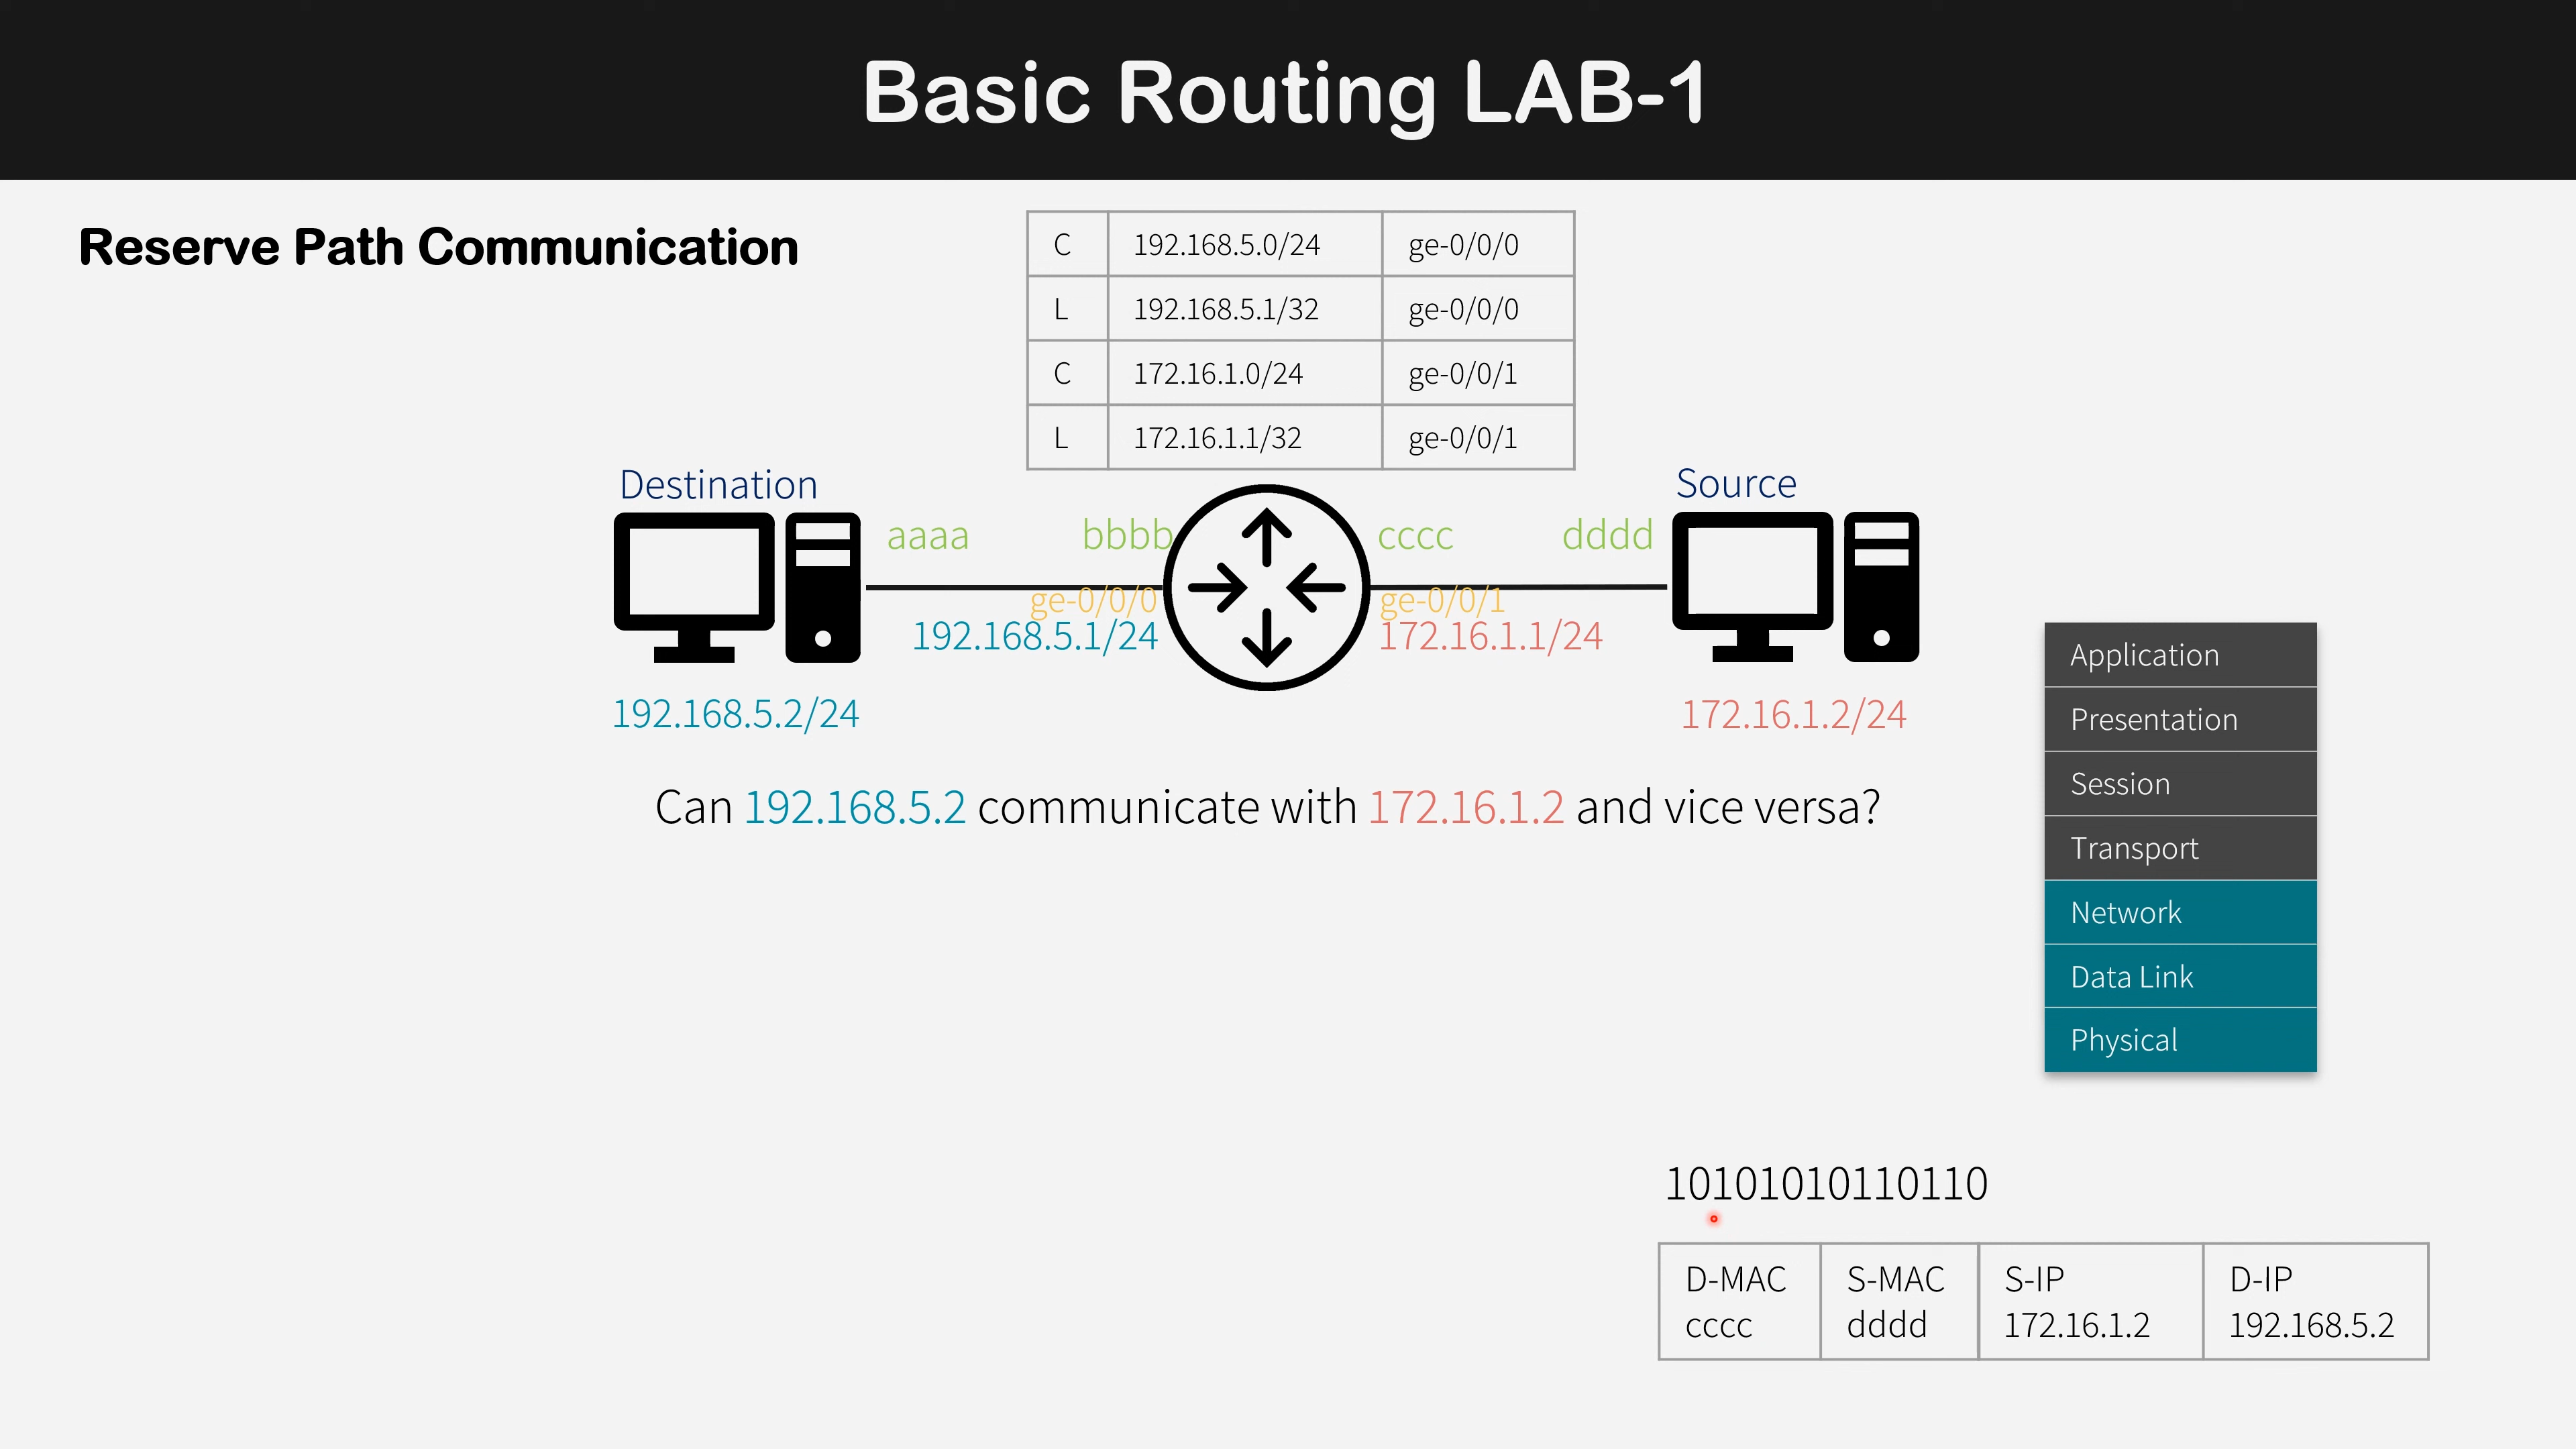 Basic Routing LAB-1
Reserve Path Communication
C 192.168.5.0/24 ge-0/0/0
L 192.168.5.1/32 ge-0/0/0
C 172.16.1.0/24 ge-0/0/1
L 172.16.1.1/32 ge-0/0/1
Destination
Source
aaaa
bbbb
cccc
dddd
ge-0/0/0
ge-0/0/1
192.168.5.1/24
172.16.1.1/24
192.168.5.2/24
172.16.1.2/24
Can 192.168.5.2 communicate with 172.16.1.2 and vice versa?
Application
Presentation
Session
Transport
Network
Data Link
Physical
10101010110110
D-MAC S-MAC S-IP D-IP
cccc dddd 172.16.1.2 192.168.5.2